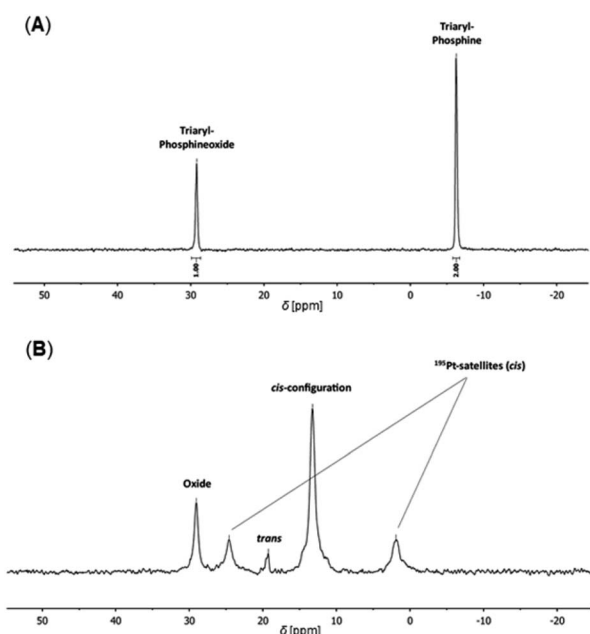 (A)
Triaryl-
Phosphine
Triaryl-
Phosphineoxide
1.00
2.00
50 40 30 20 10 0 -10 -20
δ [ppm]
(B)
¹⁹⁵Pt-satellites (cis)
cis-configuration
Oxide
trans
50 40 30 20 10 0 -10 -20
δ [ppm]